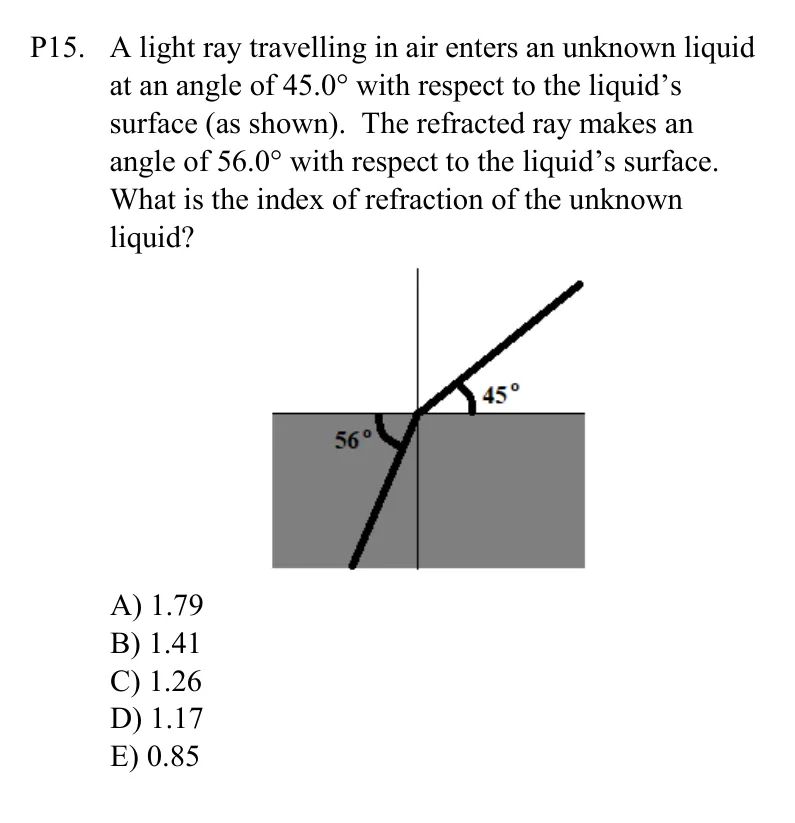 P15. A light ray travelling in air enters an unknown liquid
at an angle of 45.0° with respect to the liquid’s
surface (as shown).  The refracted ray makes an
angle of 56.0° with respect to the liquid’s surface.
What is the index of refraction of the unknown
liquid?
45°
56°
A) 1.79
B) 1.41
C) 1.26
D) 1.17
E) 0.85